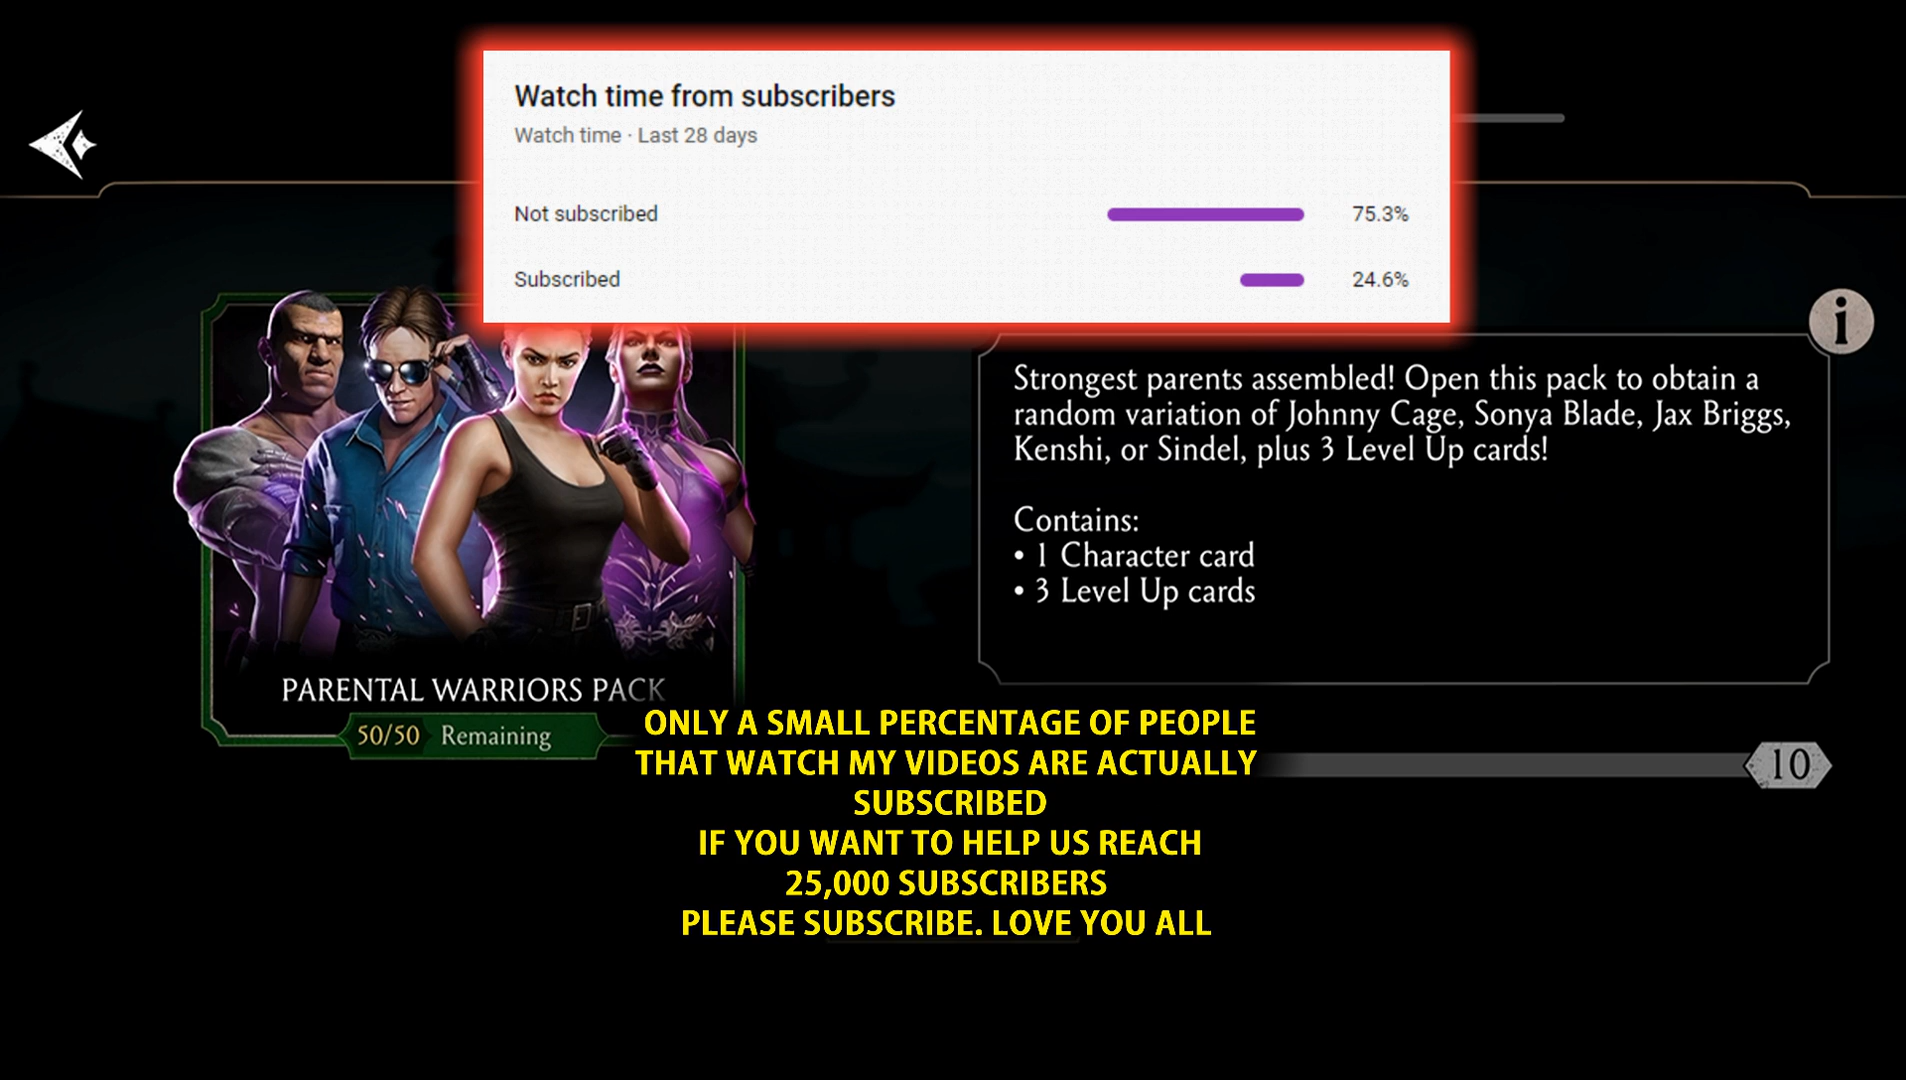 Watch time from subscribers
Watch time · Last 28 days
Not subscribed 75.3%
Subscribed 24.6%
i
Strongest parents assembled! Open this pack to obtain a
random variation of Johnny Cage, Sonya Blade, Jax Briggs,
Kenshi, or Sindel, plus 3 Level Up cards!
Contains:
• 1 Character card
• 3 Level Up cards
PARENTAL WARRIORS PACK
50/50 Remaining
10
ONLY A SMALL PERCENTAGE OF PEOPLE
THAT WATCH MY VIDEOS ARE ACTUALLY
SUBSCRIBED
IF YOU WANT TO HELP US REACH
25,000 SUBSCRIBERS
PLEASE SUBSCRIBE. LOVE YOU ALL